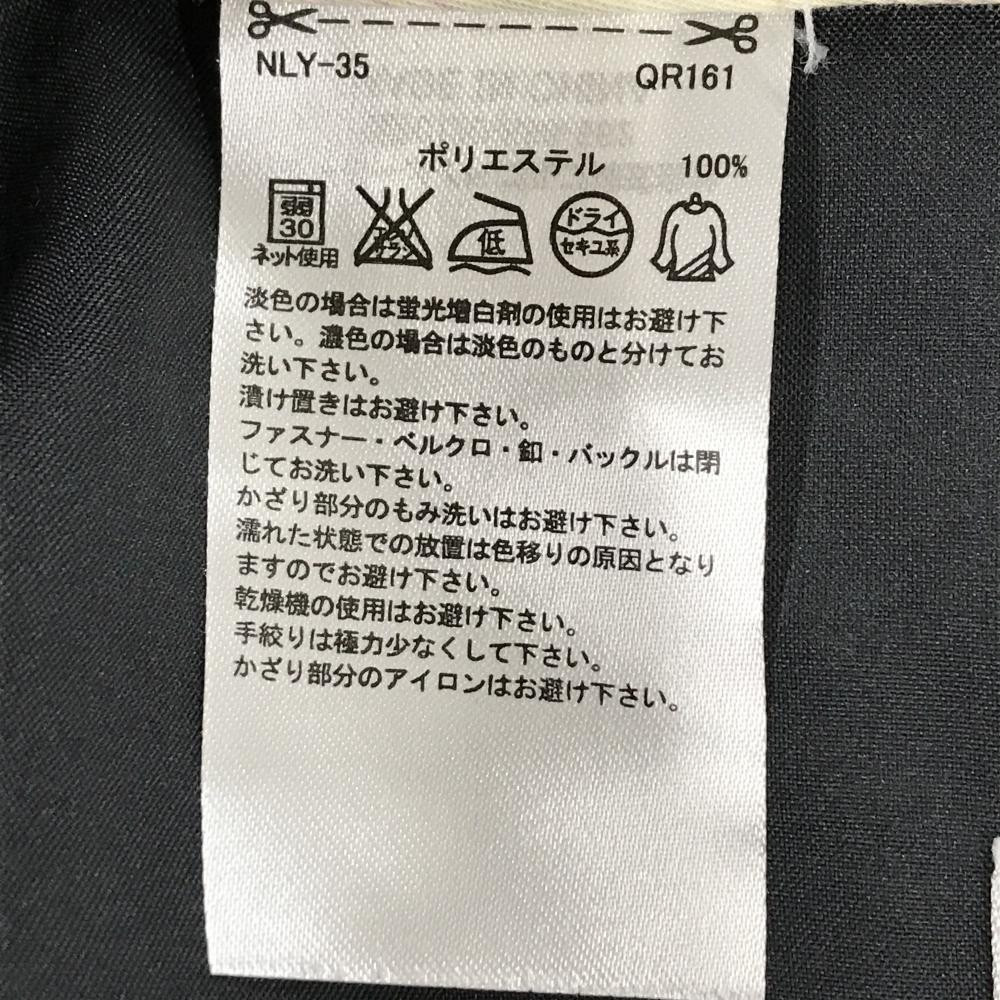 NLY-35 QR161
ポリエステル 100%
弱
30
ネット使用
エンソ
サラシ
低
ドライ
セキユ系
淡色の場合は蛍光増白剤の使用はお避け下
さい。濃色の場合は淡色のものと分けてお
洗い下さい。
漬け置きはお避け下さい。
ファスナー・ベルクロ・釦・バックルは閉
じてお洗い下さい。
かざり部分のもみ洗いはお避け下さい。
濡れた状態での放置は色移りの原因となり
ますのでお避け下さい。
乾燥機の使用はお避け下さい。
手絞りは極力少なくして下さい。
かざり部分のアイロンはお避け下さい。